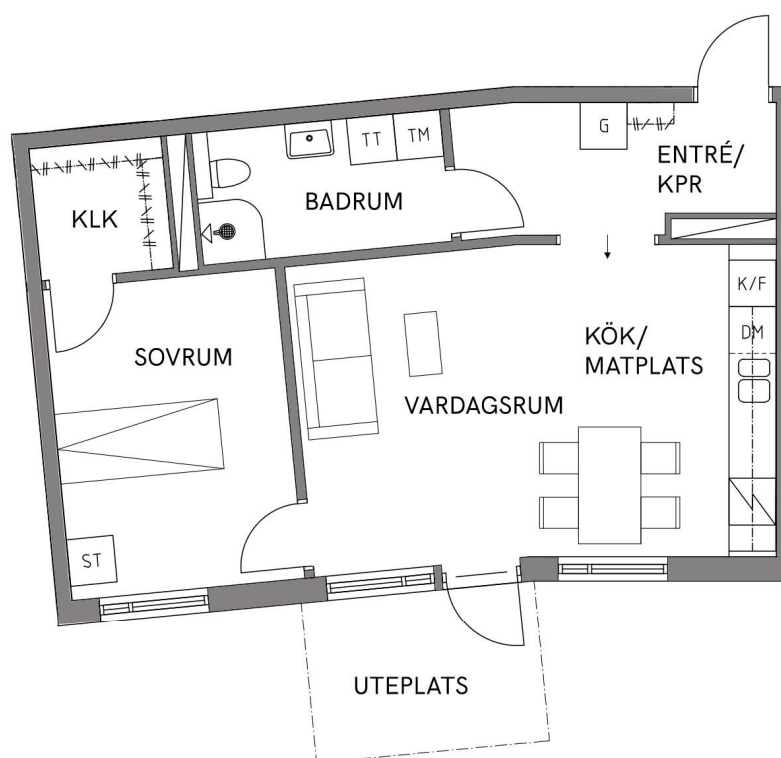 G
ENTRÉ/
KPR
TT
TM
BADRUM
KLK
K/F
DM
KÖK/
MATPLATS
SOVRUM
VARDAGSRUM
ST
UTEPLATS